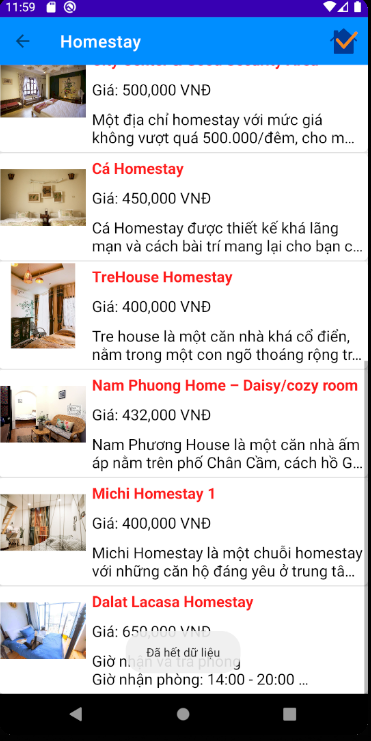 11:59
Homestay
Giá: 500,000 VNĐ
Một địa chỉ homestay với mức giá
không vượt quá 500.000/đêm, cho m...
Cá Homestay
Giá: 450,000 VNĐ
Cá Homestay được thiết kế khá lãng
mạn và cách bài trí mang lại cho bạn c...
TreHouse Homestay
Giá: 400,000 VNĐ
Tre house là một căn nhà khá cổ điển,
nằm trong một con ngõ thoáng rộng tr...
Nam Phuong Home – Daisy/cozy room
Giá: 432,000 VNĐ
Nam Phương House là một căn nhà ấm
áp nằm trên phố Chân Cầm, cách hồ G...
Michi Homestay 1
Giá: 400,000 VNĐ
Michi Homestay là một chuỗi homestay
với những căn hộ đáng yêu ở trung tâ...
Dalat Lacasa Homestay
Giá: 650,000 VNĐ
Đã hết dữ liệu
Giờ nhận và trả phòng
Giờ nhận phòng: 14:00 - 20:00 ...